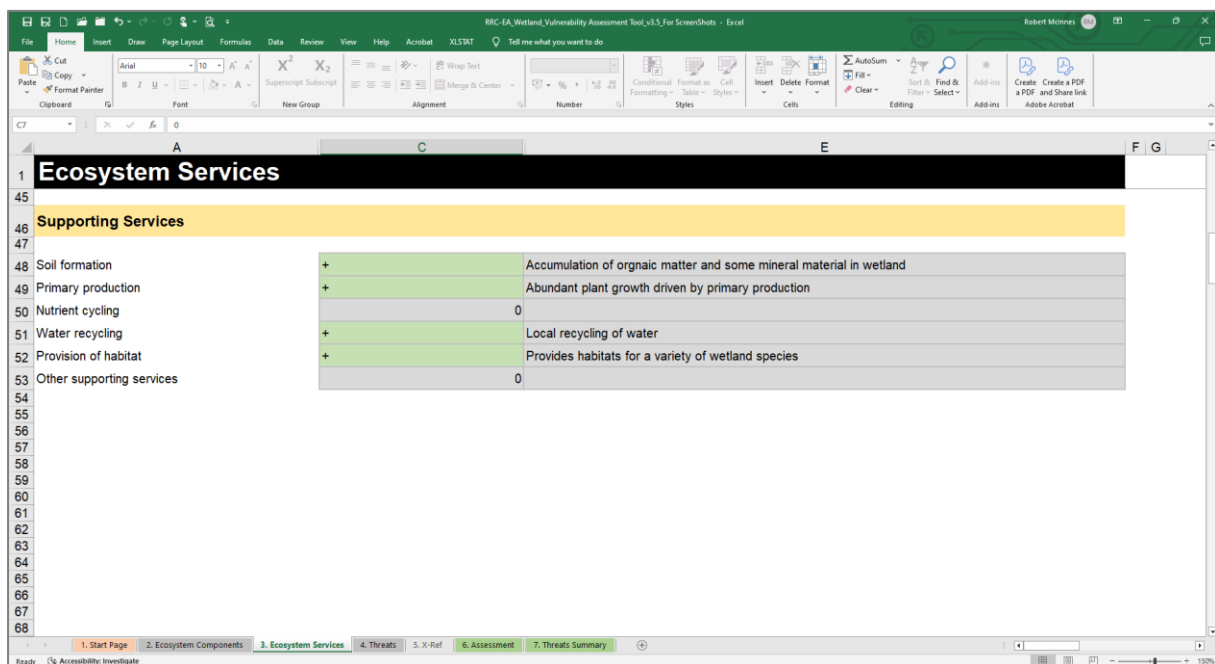 RRC-EA_Wetland_Vulnerability Assessment Tool_v3.5_For ScreenShots - Excel
Robert McInnes RM
File Home Insert Draw Page Layout Formulas Data Review View Help Acrobat XLSTAT Tell me what you want to do
Paste
Cut
Copy
Format Painter
Clipboard
Arial 10
B I U
Font
X² X₂
Superscript Subscript
New Group
Wrap Text
Merge & Center
Alignment
Number
Conditional Formatting
Format as Table
Cell Styles
Styles
Insert Delete Format
Cells
AutoSum
Fill
Clear
Sort & Filter
Find & Select
Editing
Add-ins
Add-ins
Create a PDF
Create a PDF and Share link
Adobe Acrobat
C7 fx 0
A C E F G
1 Ecosystem Services
45
46 Supporting Services
47
48 Soil formation + Accumulation of orgnaic matter and some mineral material in wetland
49 Primary production + Abundant plant growth driven by primary production
50 Nutrient cycling 0
51 Water recycling + Local recycling of water
52 Provision of habitat + Provides habitats for a variety of wetland species
53 Other supporting services 0
54
55
56
57
58
59
60
61
62
63
64
65
66
67
68
1. Start Page 2. Ecosystem Components 3. Ecosystem Services 4. Threats 5. X-Ref 6. Assessment 7. Threats Summary
Ready Accessibility: Investigate 150%